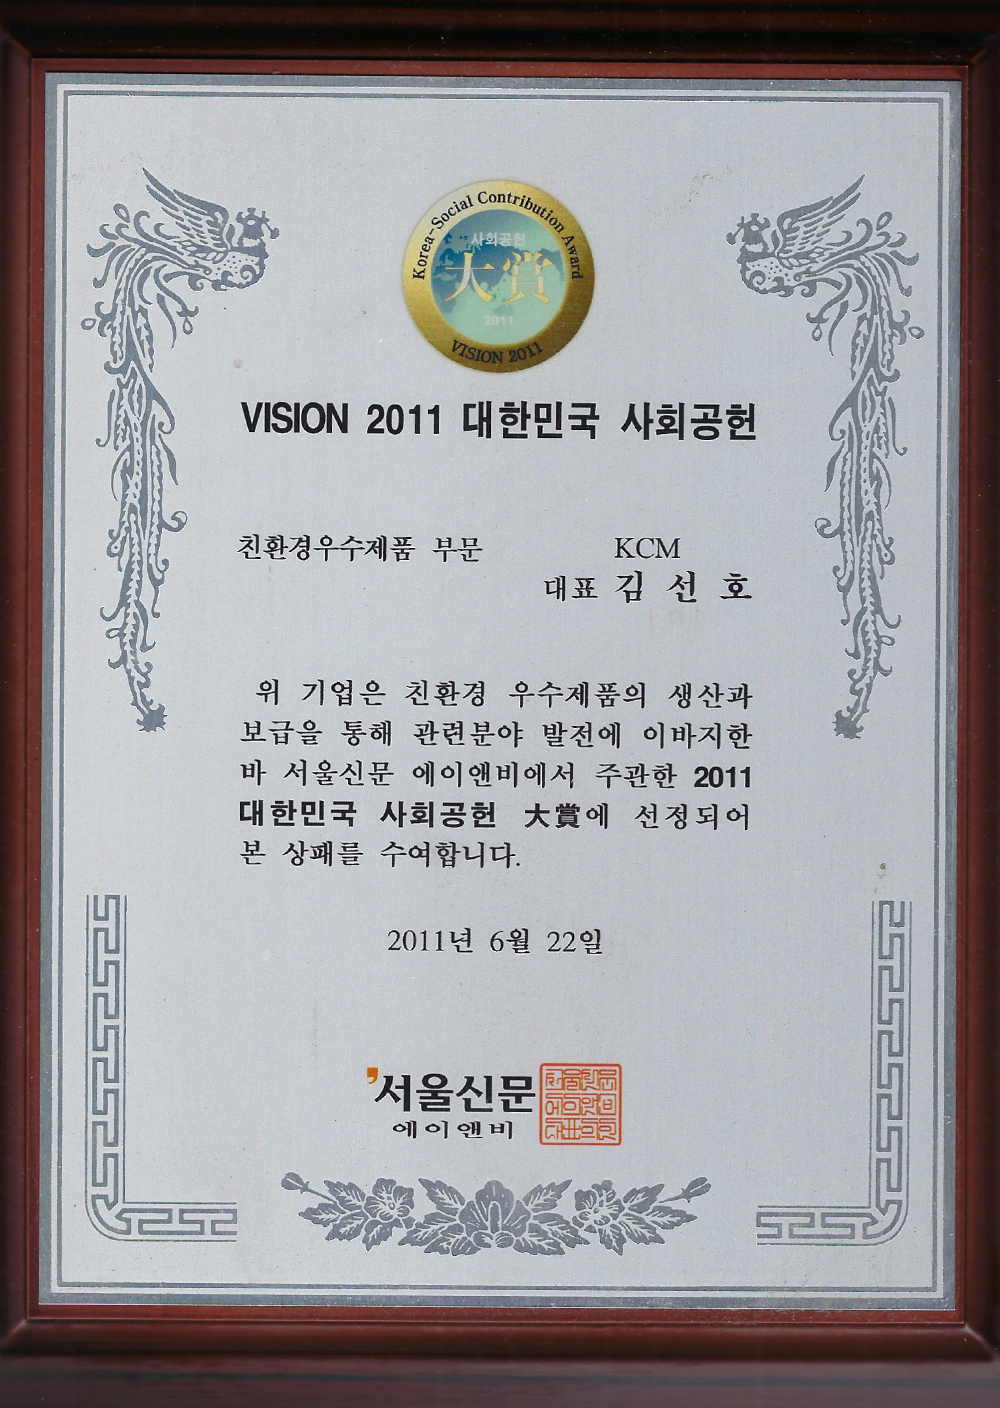 Korea-Social Contribution Award
사회공헌
大賞
2011
VISION 2011
VISION 2011 대한민국 사회공헌
친환경우수제품 부문 KCM
대표 김 선 호
위 기업은 친환경 우수제품의 생산과
보급을 통해 관련분야 발전에 이바지한
바 서울신문 에이앤비에서 주관한 2011
대한민국 사회공헌 大賞에 선정되어
본 상패를 수여합니다.
2011년 6월 22일
서울신문
에이앤비